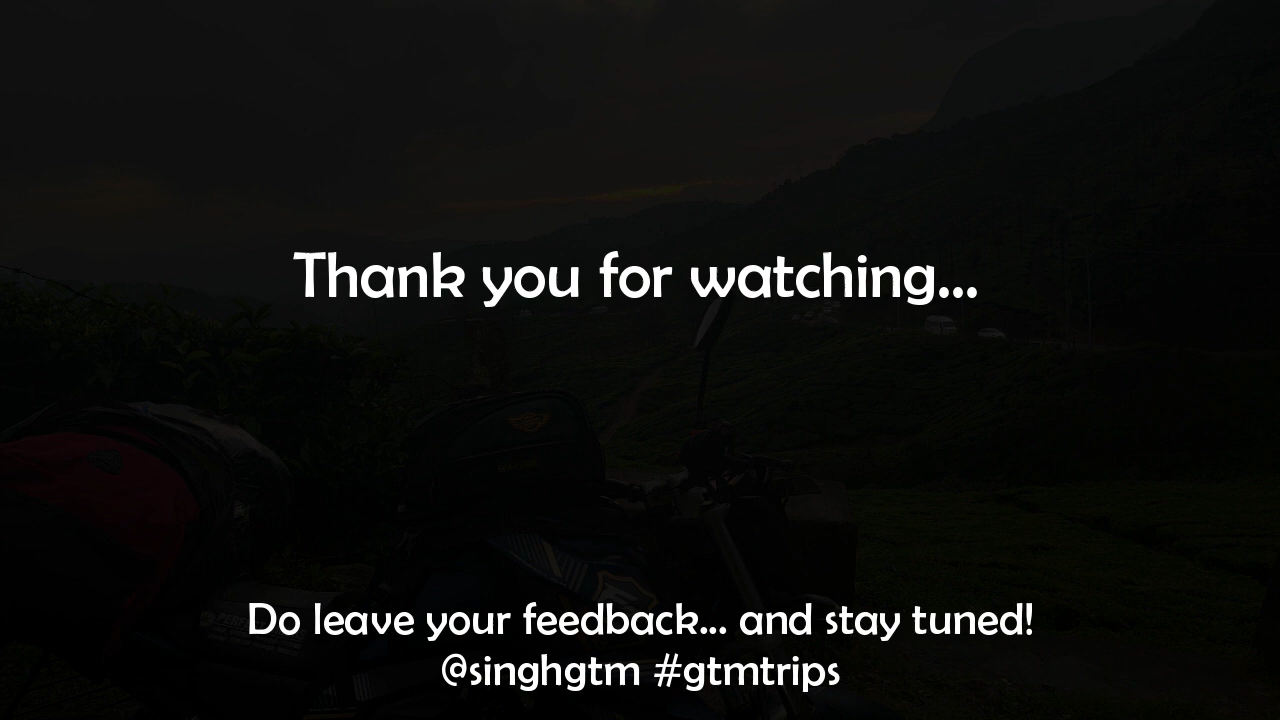 Thank you for watching...
Do leave your feedback... and stay tuned!
@singhgtm #gtmtrips